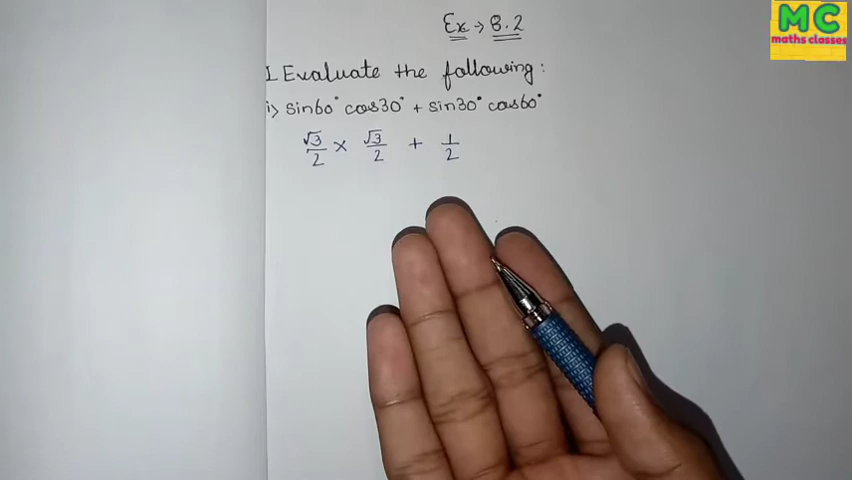 Ex → 8.2
MC
maths classes
1. Evaluate the following:
i) sin60° cos30° + sin30° cos60°
√3/2 × √3/2 + 1/2